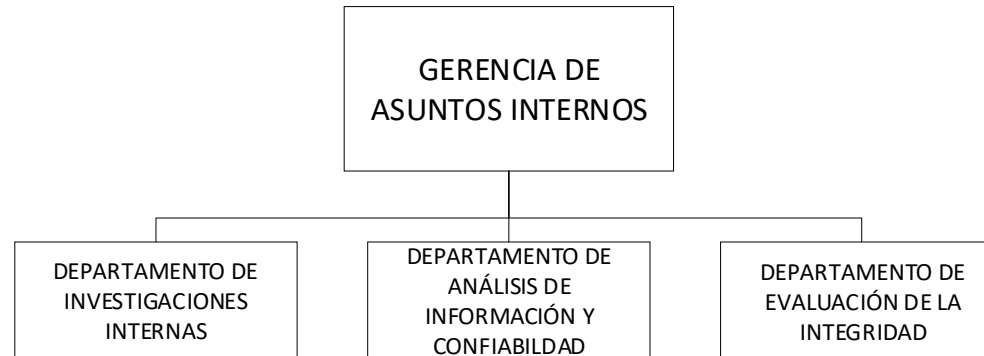 GERENCIA DE
ASUNTOS INTERNOS
DEPARTAMENTO DE
INVESTIGACIONES
INTERNAS
DEPARTAMENTO DE
ANÁLISIS DE
INFORMACIÓN Y
CONFIABILDAD
DEPARTAMENTO DE
EVALUACIÓN DE LA
INTEGRIDAD